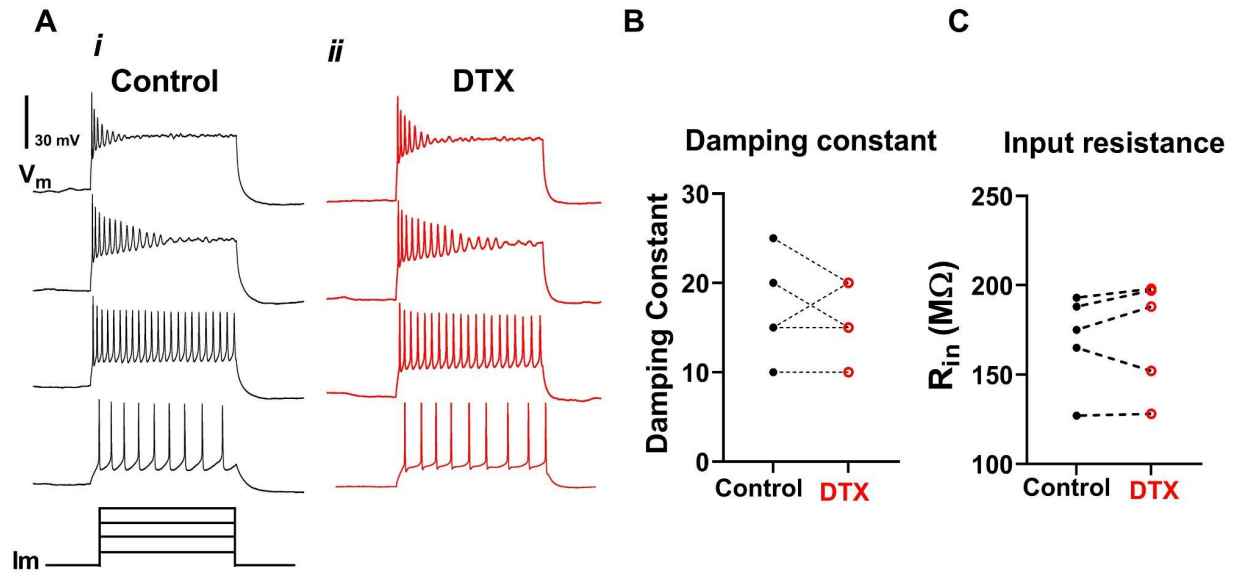 A
i
Control
30 mV
Vm
Im
ii
DTX
B
Damping constant
Damping Constant
30
20
10
0
Control
DTX
C
Input resistance
Rin (MΩ)
250
200
150
100
Control
DTX